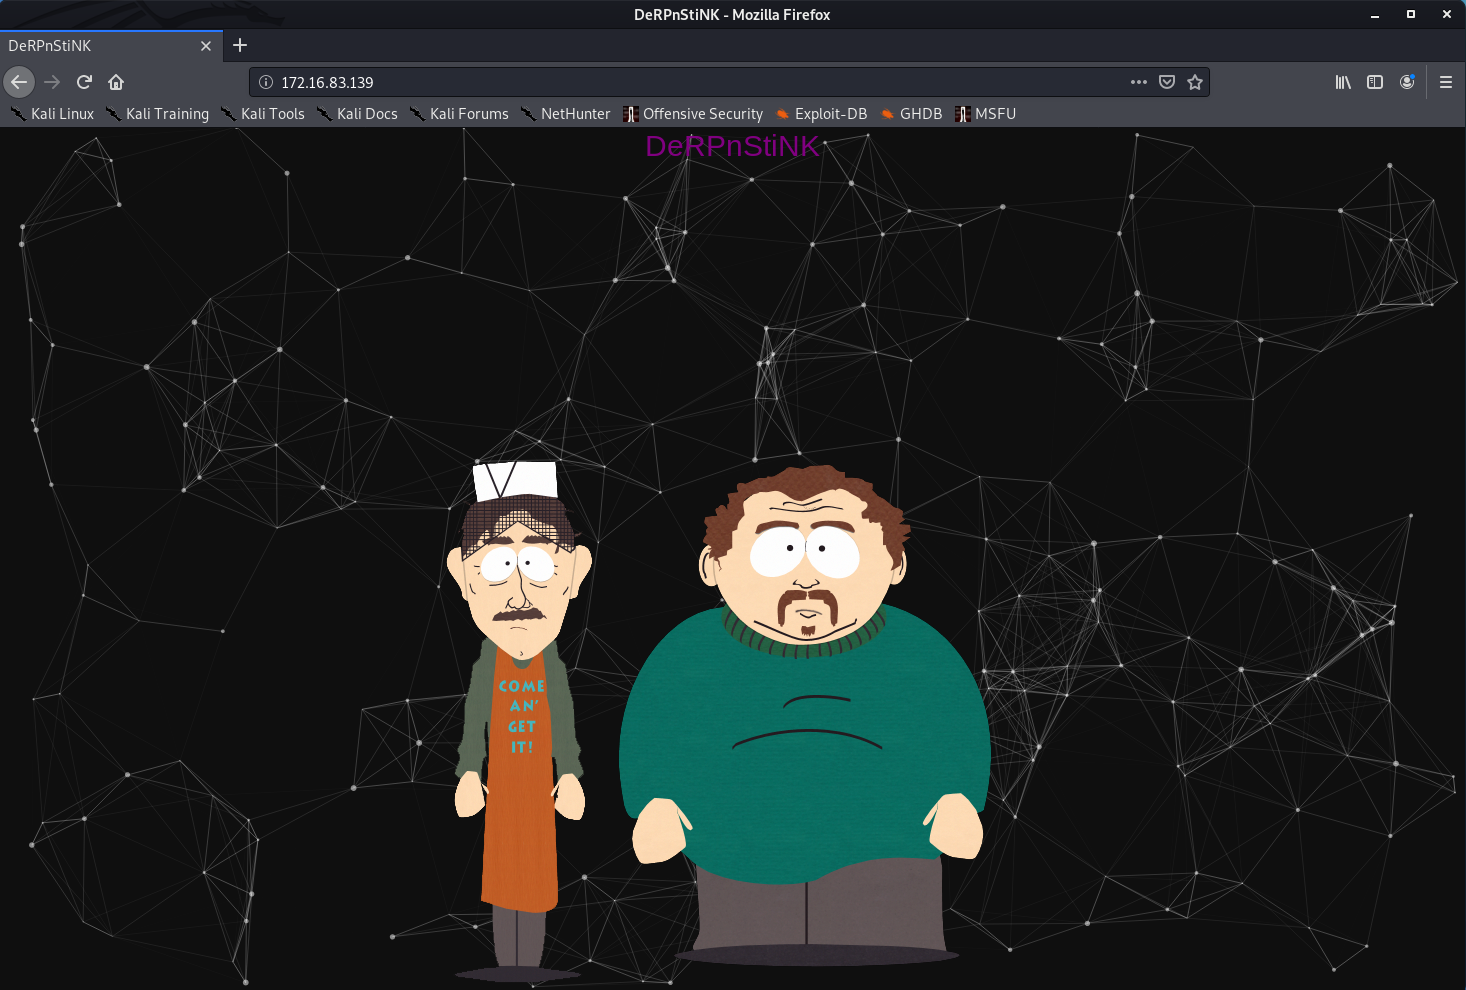 DeRPnStiNK - Mozilla Firefox
DeRPnStiNK
172.16.83.139
Kali Linux Kali Training Kali Tools Kali Docs Kali Forums NetHunter Offensive Security Exploit-DB GHDB MSFU
DeRPnStiNK
COME
AN'
GET
IT!